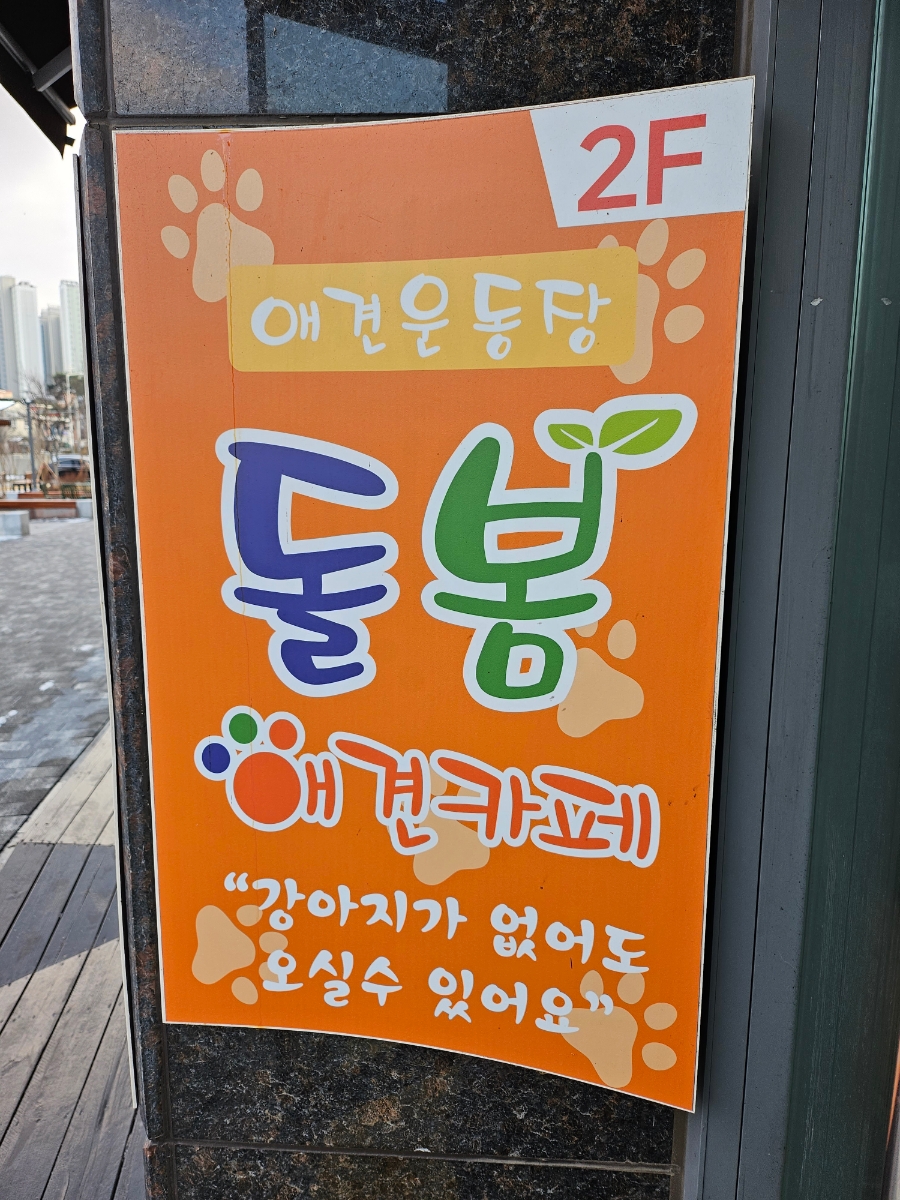 2F
애견운동장
돌봄
애견카페
“강아지가 없어도
오실수 있어요”